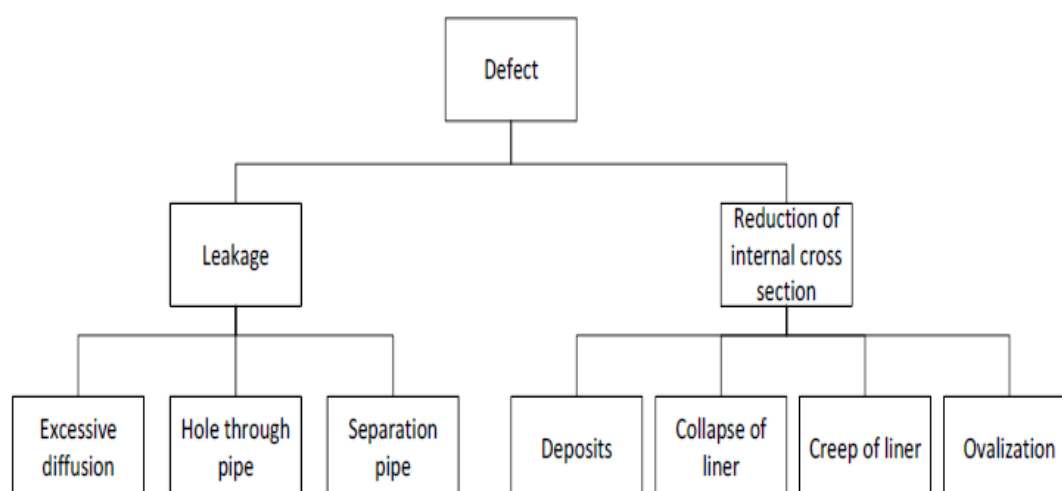 Defect
Leakage
Reduction of
internal cross
section
Excessive
diffusion
Hole through
pipe
Separation
pipe
Deposits
Collapse of
liner
Creep of liner
Ovalization